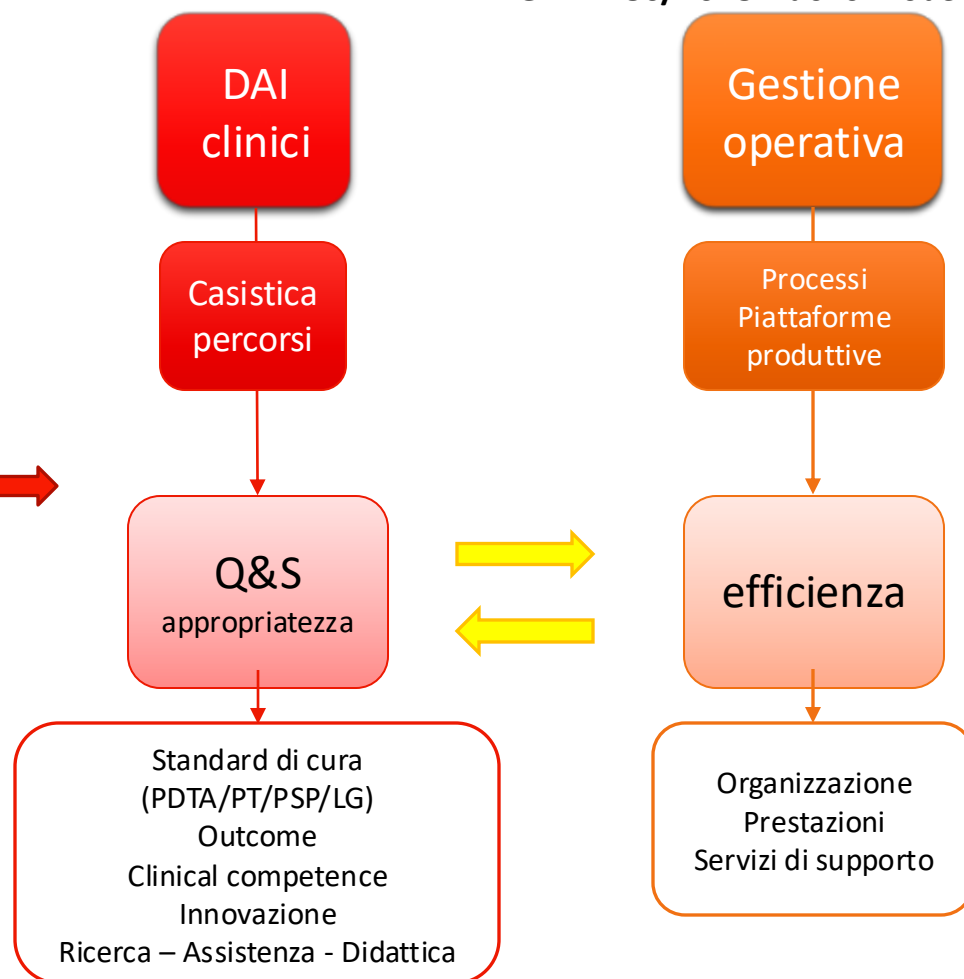 DAI
clinici
Gestione
operativa
Casistica
percorsi
Processi
Piattaforme
produttive
Q&S
appropriatezza
efficienza
Standard di cura
(PDTA/PT/PSP/LG)
Outcome
Clinical competence
Innovazione
Ricerca – Assistenza - Didattica
Organizzazione
Prestazioni
Servizi di supporto